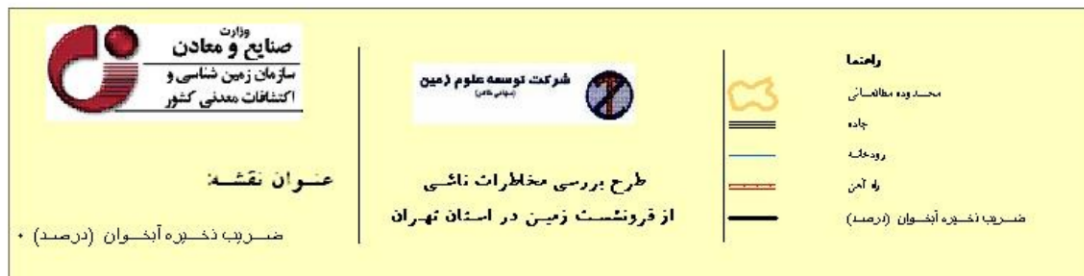 راهنما
محدوده مطالعاتی
جاده
رودخانه
راه آهن
ضریب ذخیره آبخوان (درصد)
شرکت توسعه علوم زمین
(سهامی خاص)
طرح بررسی مخاطرات ناشی
از فرونشست زمین در استان تهران
وزارت
صنایع و معادن
سازمان زمین شناسی و
اکتشافات معدنی کشور
عنوان نقشه:
ضریب ذخیره آبخوان (درصد) •